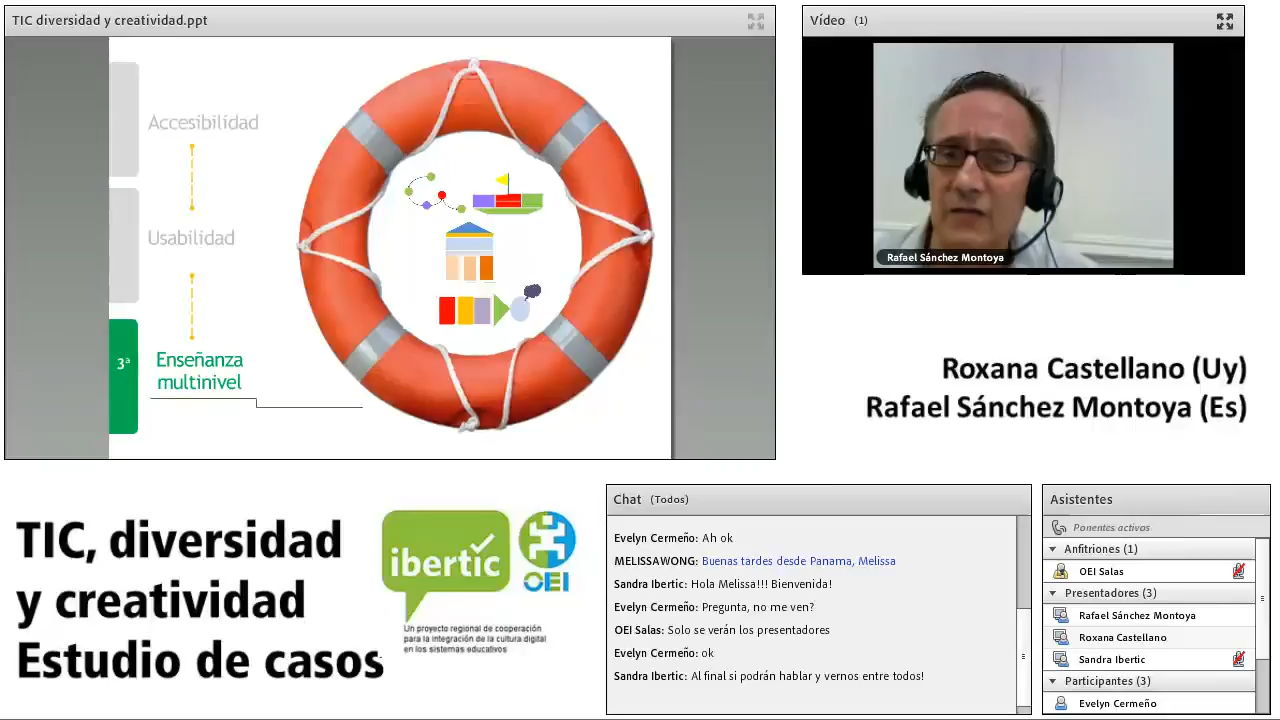 TIC diversidad y creatividad.ppt
Accesibilidad
Usabilidad
3ª
Enseñanza
multinivel
Vídeo (1)
Rafael Sánchez Montoya
Roxana Castellano (Uy)
Rafael Sánchez Montoya (Es)
TIC, diversidad
y creatividad
Estudio de casos
ibertic
OEI
Un proyecto regional de cooperación
para la integración de la cultura digital
en los sistemas educativos
Chat (Todos)
Evelyn Cermeño: Ah ok
MELISSAWONG: Buenas tardes desde Panama, Melissa
Sandra Ibertic: Hola Melissa!!! Bienvenida!
Evelyn Cermeño: Pregunta, no me ven?
OEI Salas: Solo se verán los presentadores
Evelyn Cermeño: ok
Sandra Ibertic: Al final si podrán hablar y vernos entre todos!
Asistentes
Ponentes activos
Anfitriones (1)
OEI Salas
Presentadores (3)
Rafael Sánchez Montoya
Roxana Castellano
Sandra Ibertic
Participantes (3)
Evelyn Cermeño